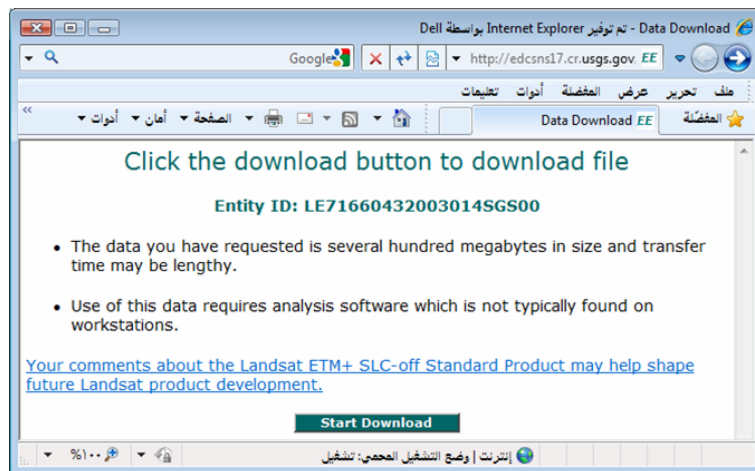 Data Download - تم توفير Internet Explorer بواسطة Dell
http://edcsns17.cr.usgs.gov
Google
ملف تحرير عرض المفضلة أدوات تعليمات
المفضّلة
Data Download
الصفحة أمان أدوات
Click the download button to download file
Entity ID: LE71660432003014SGS00
• The data you have requested is several hundred megabytes in size and transfer
time may be lengthy.
• Use of this data requires analysis software which is not typically found on
workstations.
Your comments about the Landsat ETM+ SLC-off Standard Product may help shape
future Landsat product development.
Start Download
إنترنت | وضع التشغيل المحمي: تشغيل
%١٠٠